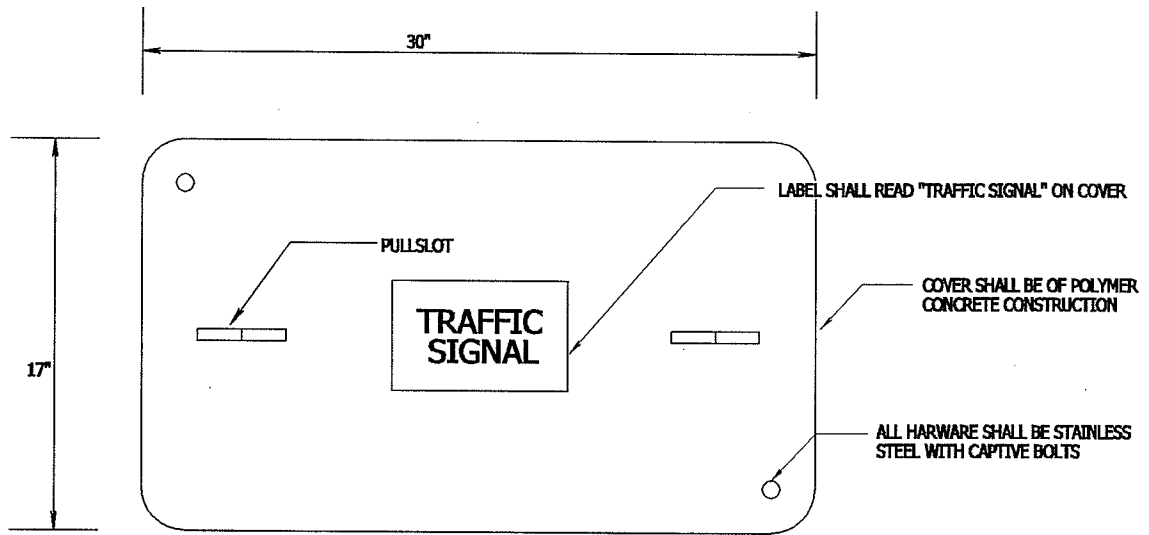 30"
LABEL SHALL READ "TRAFFIC SIGNAL" ON COVER
PULLSLOT
COVER SHALL BE OF POLYMER
CONCRETE CONSTRUCTION
TRAFFIC
SIGNAL
17"
ALL HARWARE SHALL BE STAINLESS
STEEL WITH CAPTIVE BOLTS